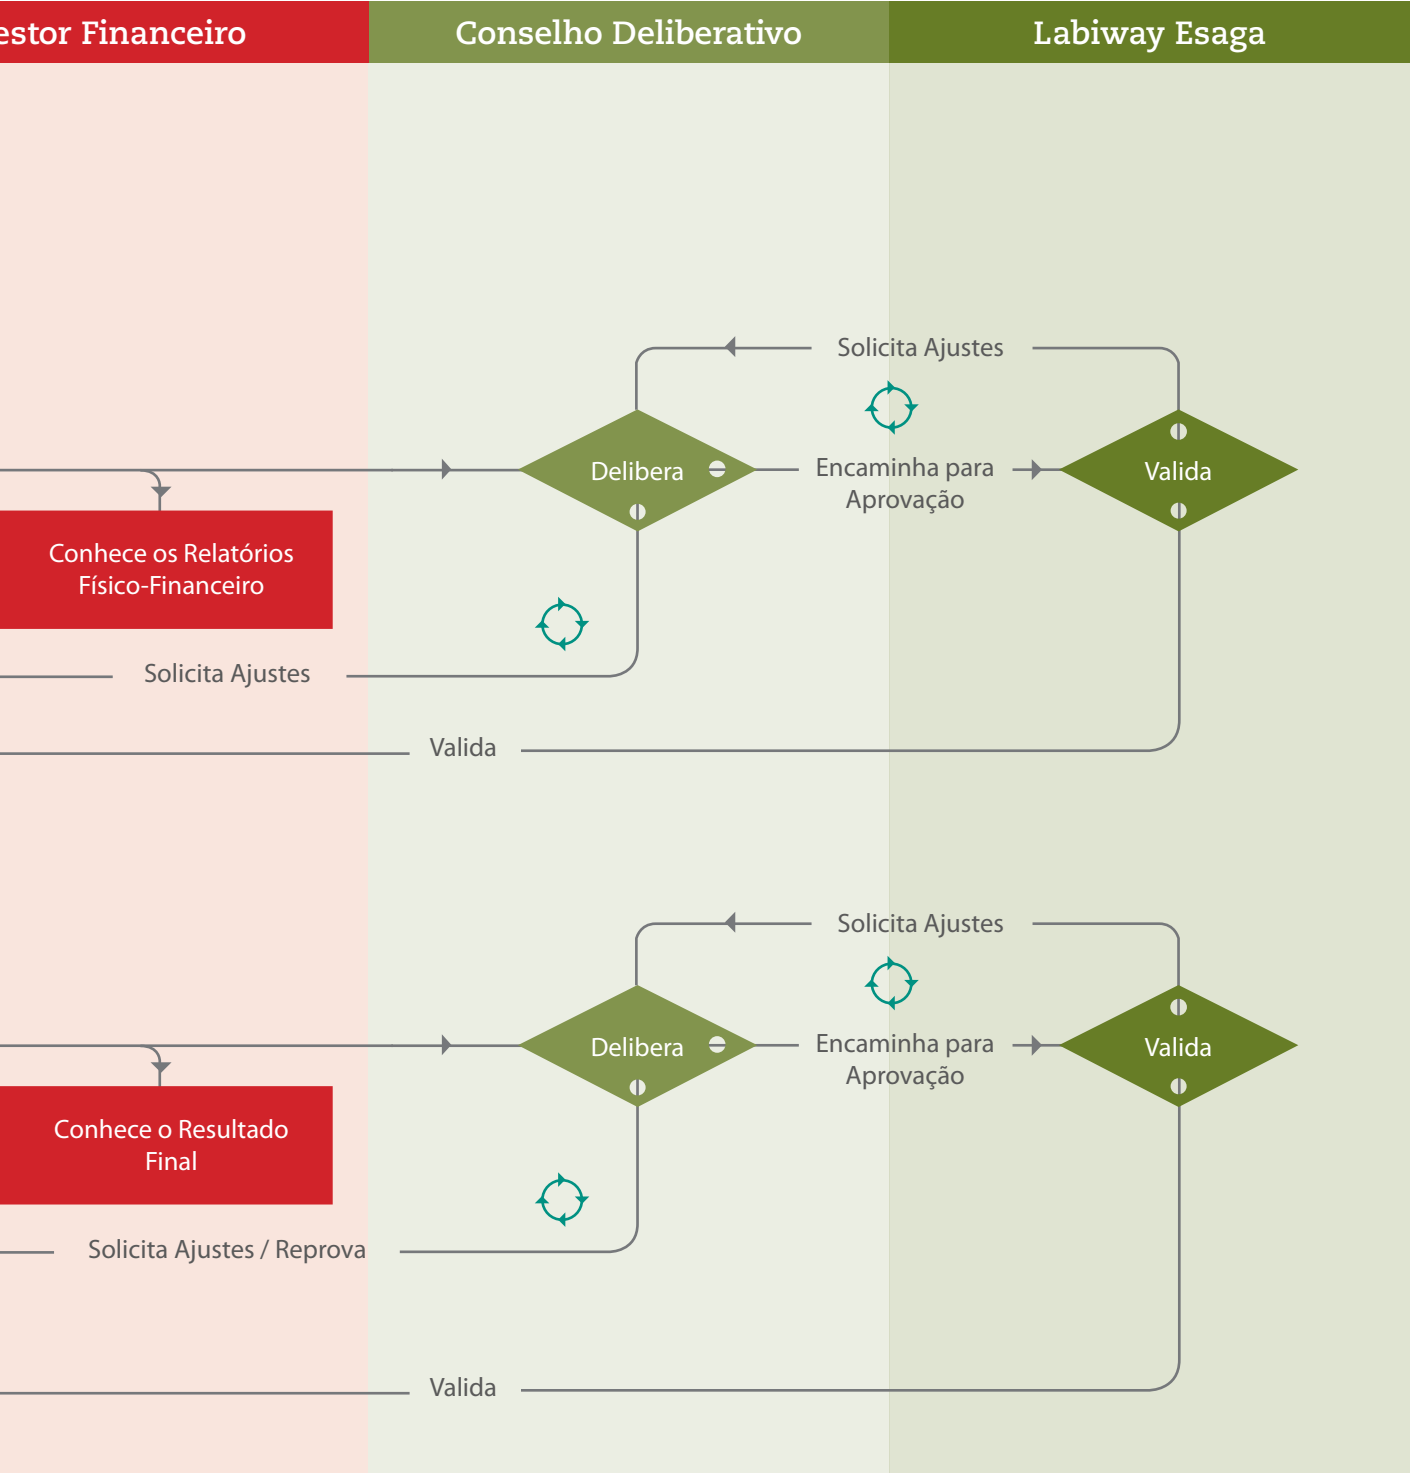 estor Financeiro
Conselho Deliberativo
Labiway Esaga
Solicita Ajustes
Delibera
Encaminha para
Aprovação
Valida
Conhece os Relatórios
Físico-Financeiro
Solicita Ajustes
Valida
Solicita Ajustes
Delibera
Encaminha para
Aprovação
Valida
Conhece o Resultado
Final
Solicita Ajustes / Reprova
Valida